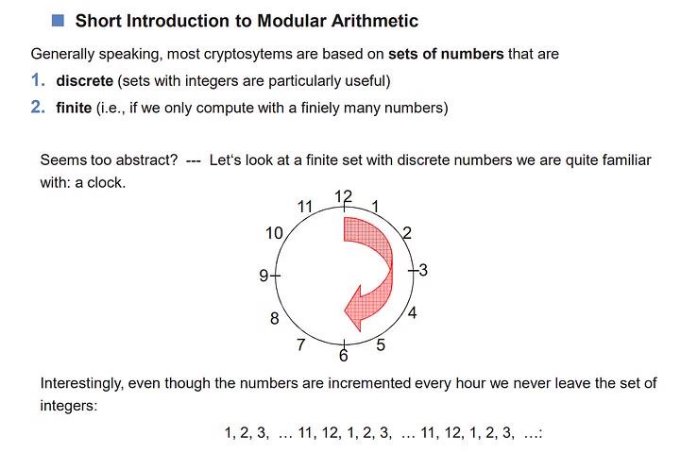 Short Introduction to Modular Arithmetic
Generally speaking, most cryptosytems are based on sets of numbers that are
1. discrete (sets with integers are particularly useful)
2. finite (i.e., if we only compute with a finiely many numbers)
Seems too abstract? --- Let's look at a finite set with discrete numbers we are quite familiar
with: a clock.
12
11
1
10
2
9
3
8
4
7
5
6
Interestingly, even though the numbers are incremented every hour we never leave the set of
integers:
1, 2, 3, … 11, 12, 1, 2, 3, … 11, 12, 1, 2, 3, …: